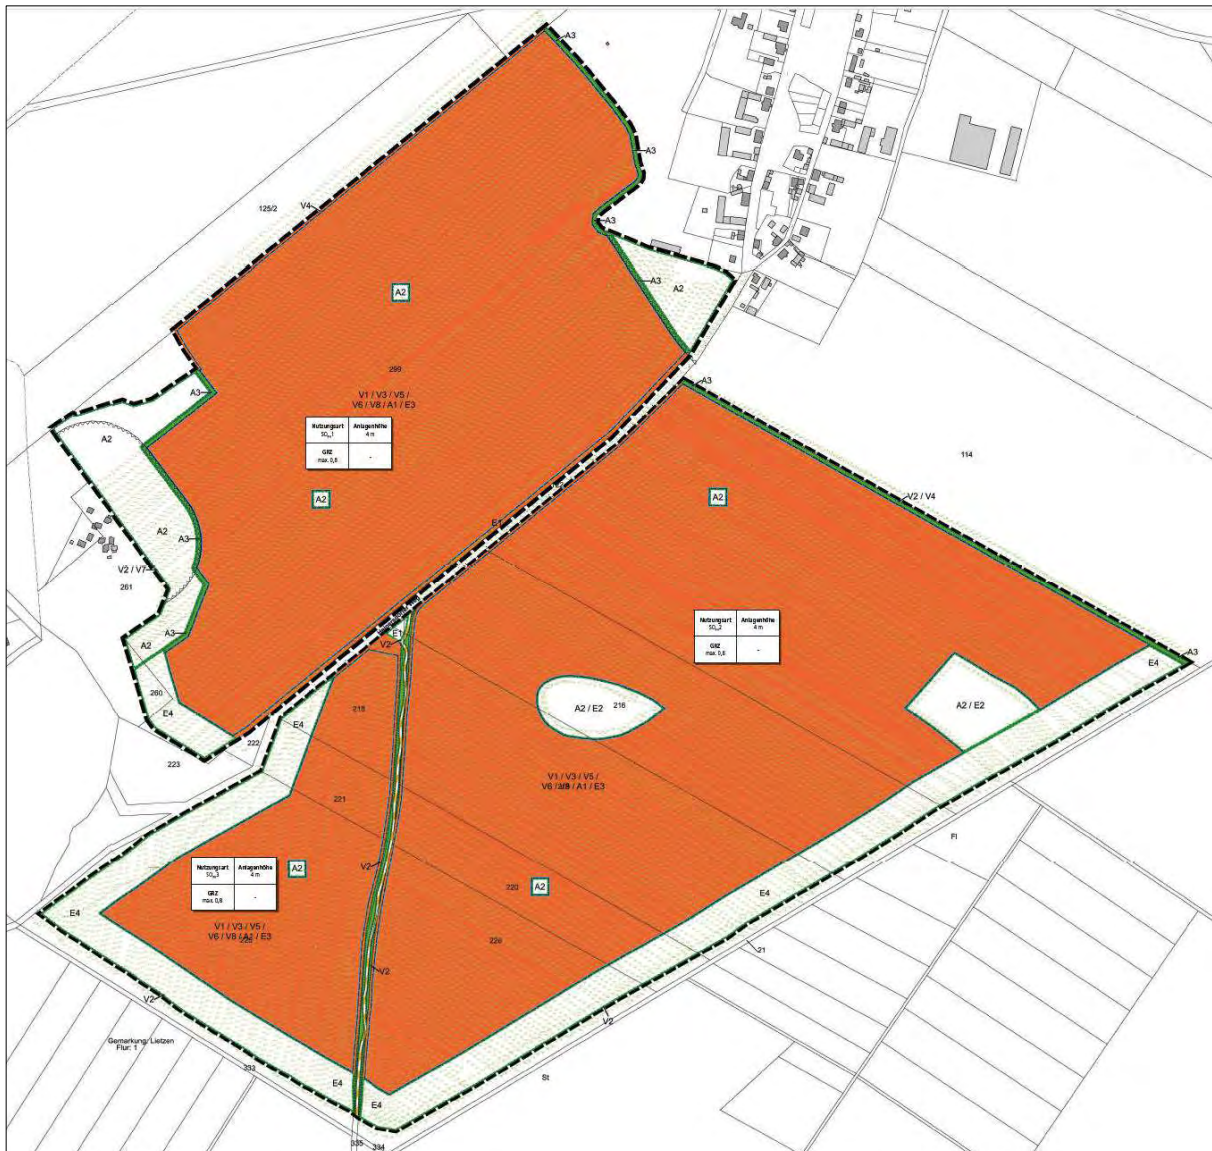 A3
A3
125/2
V4
A3
A3
A2
A2
299
A3
A3
V1 / V3 / V5 /
V6 / V8 / A1 / E3
Nutzungsart Anlagenhöhe
4 m
GRZ
max. 0,8 -
A2
114
A2
A2
V2 / V4
A2
E1
A3
V2 / V7
261
Nutzungsart Anlagenhöhe
4 m
GRZ
max. 0,8 -
E1
A3
V2
A2
A3
E4
260
A2 / E2
216
A2 / E2
218
E4
E4
222
223
V1 / V3 / V5 /
221
Fl
V2
A2
Nutzungsart Anlagenhöhe
4 m
GRZ
max. 0,8 -
220
A2
E4
E4
V1 / V3 / V5 /
V6 / V8 / A1 / E3
226
21
V2
V2
V2
Gemarkung: Lietzen
Flur: 1
333
St
E4
E4
335
334